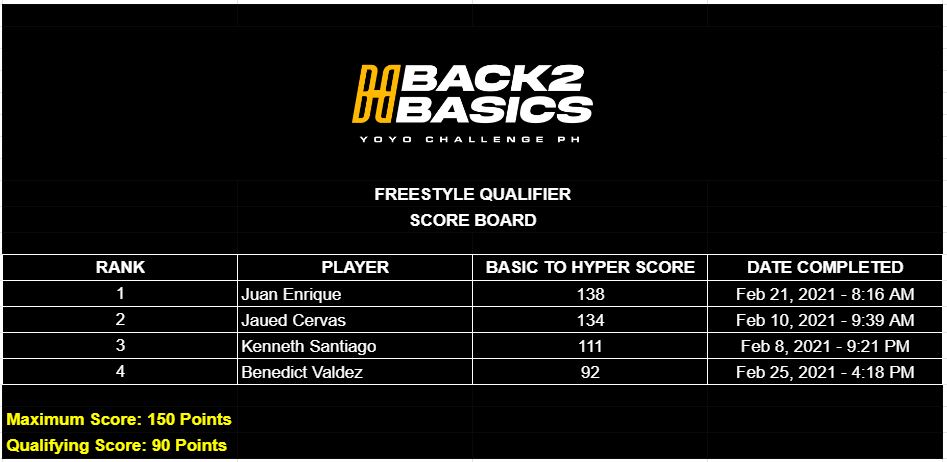 BACK2
BASICS
YOYO CHALLENGE PH
FREESTYLE QUALIFIER
SCORE BOARD
RANK PLAYER BASIC TO HYPER SCORE DATE COMPLETED
1 Juan Enrique 138 Feb 21, 2021 - 8:16 AM
2 Jaued Cervas 134 Feb 10, 2021 - 9:39 AM
3 Kenneth Santiago 111 Feb 8, 2021 - 9:21 PM
4 Benedict Valdez 92 Feb 25, 2021 - 4:18 PM
Maximum Score: 150 Points
Qualifying Score: 90 Points